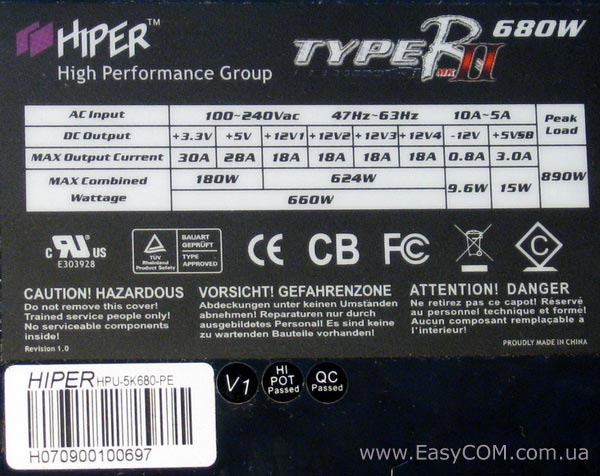 HIPER™
High Performance Group
TYPE R MK II 680W
AC Input 100~240Vac 47Hz~63Hz 10A~5A Peak Load
DC Output +3.3V +5V +12V1 +12V2 +12V3 +12V4 -12V +5VSB
MAX Output Current 30A 28A 18A 18A 18A 18A 0.8A 3.0A 890W
MAX Combined Wattage 180W 624W 9.6W 15W
660W
c RU US
E303928
TÜV
Rheinland
Product Safety
BAUART
GEPRÜFT
TYPE
APPROVED
CE
CB
FC
C
CAUTION! HAZARDOUS
Do not remove this cover!
Trained service people only!
No serviceable components
inside!
Revision 1.0
VORSICHT! GEFAHRENZONE
Abdeckungen unter keinen Umständen
abnehmen! Reparaturen nur durch
ausgebildetes Personal! Es sind keine
zu wartenden Bauteile vorhanden!
ATTENTION! DANGER
Ne retirez pas ce capot! Réservé
au personnel technique et formé!
Aucun composant remplaçable à
l'intérieur!
PROUDLY MADE IN CHINA
HIPER HPU-5K680-PE
H070900100697
V1
HI
POT
Passed
QC
Passed
www.EasyCOM.com.ua